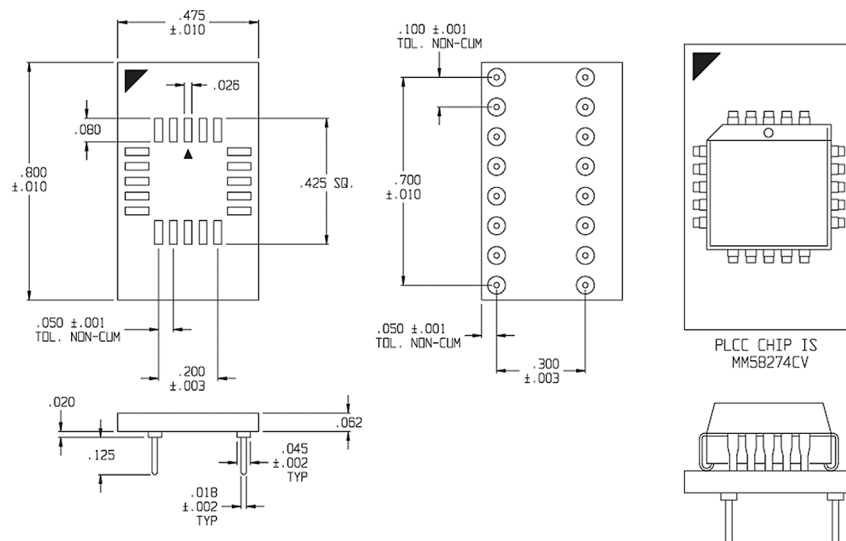 .475
±.010
.026
.080
.800
±.010
.425 SQ.
.050 ±.001
TOL. NON-CUM
.200
±.003
.100 ±.001
TOL. NON-CUM
.700
±.010
.050 ±.001
TOL. NON-CUM
.300
±.003
PLCC CHIP IS
MM58274CV
.020
.062
.125
.045
±.002
TYP
.018
±.002
TYP